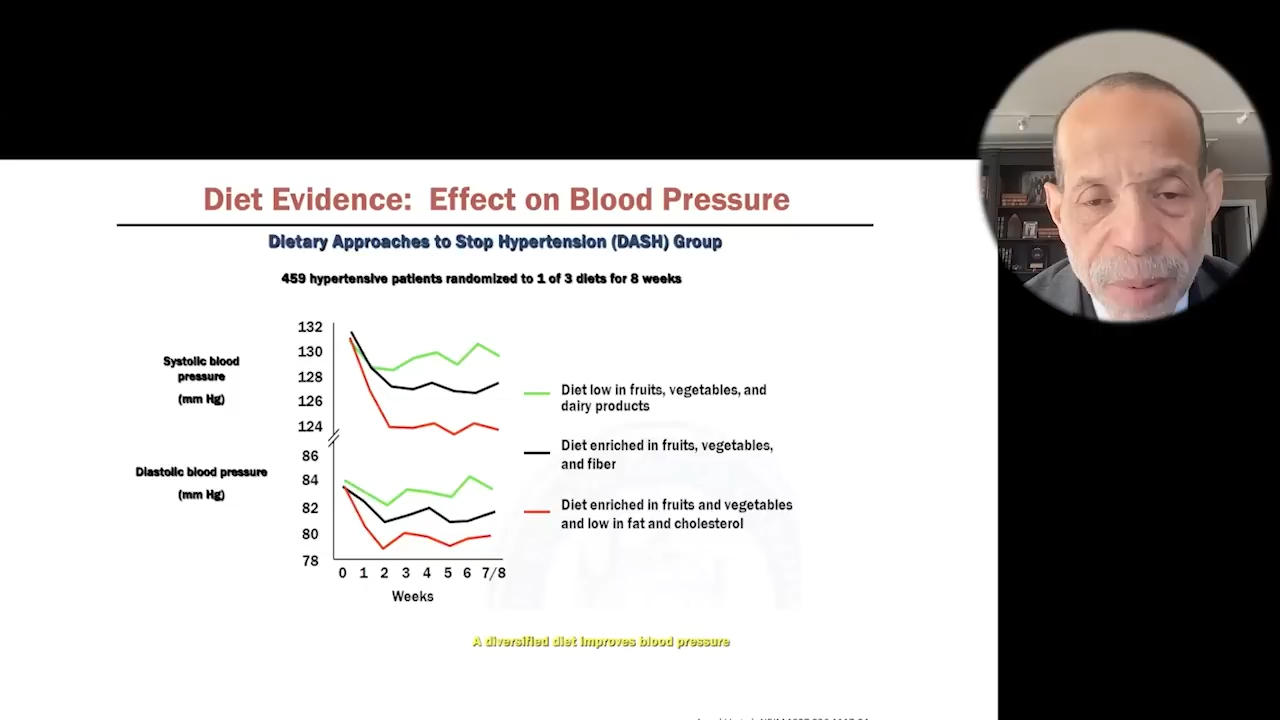 Diet Evidence: Effect on Blood Pressure
Dietary Approaches to Stop Hypertension (DASH) Group
459 hypertensive patients randomized to 1 of 3 diets for 8 weeks
Systolic blood
pressure
(mm Hg)
132
130
128
126
124
Diastolic blood pressure
(mm Hg)
86
84
82
80
78
0 1 2 3 4 5 6 7/8
Weeks
Diet low in fruits, vegetables, and
dairy products
Diet enriched in fruits, vegetables,
and fiber
Diet enriched in fruits and vegetables
and low in fat and cholesterol
A diversified diet improves blood pressure